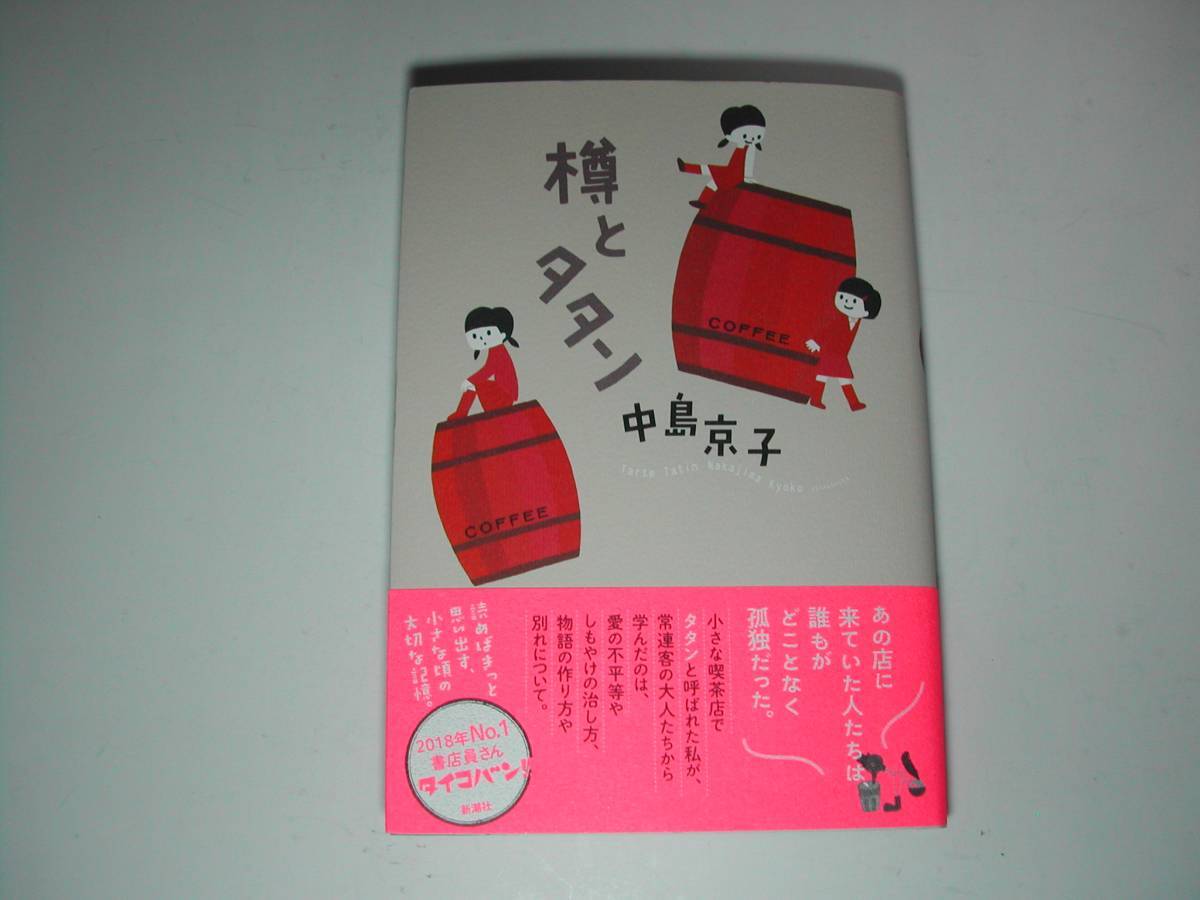 樽と
タタン
中島京子
Tarte Tatin Nakajima Kyoko
COFFEE
COFFEE
あの店に
来ていた人たちは、
誰もが
どことなく
孤独だった。
小さな喫茶店で
タタンと呼ばれた私が、
常連客の大人たちから
学んだのは、
愛の不平等や
しもやけの治し方、
物語の作り方や
別れについて。
読めばきっと
思い出す、
小さな頃の
大切な記憶。
2018年No.1
書店員さん
タイコバン!!
新潮社